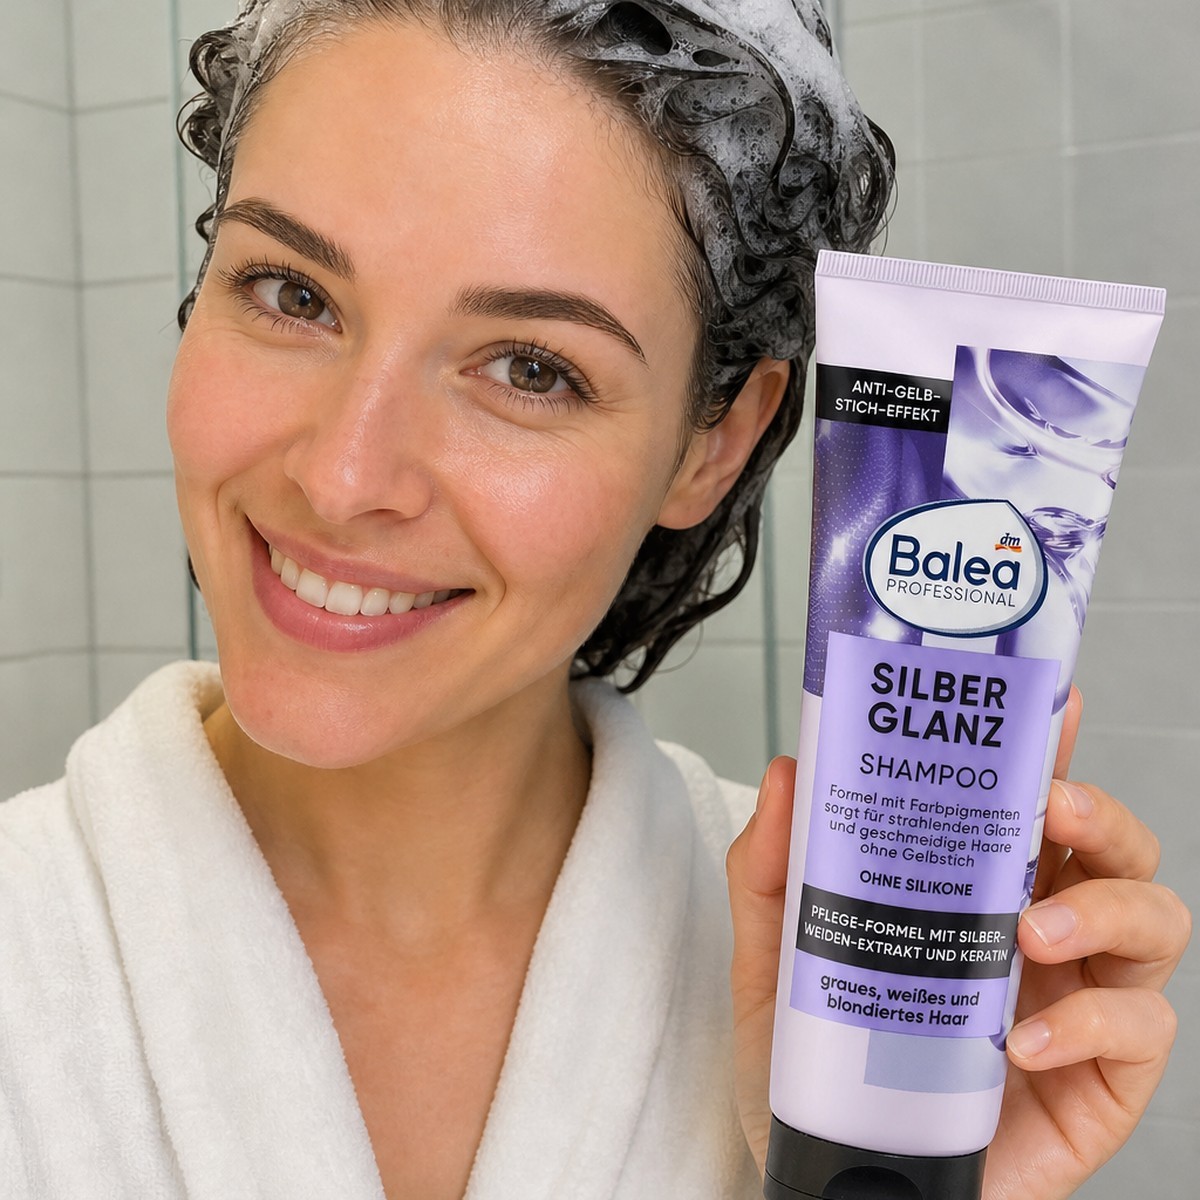 ANTI-GELB-
STICH-EFFEKT
dm
Balea
PROFESSIONAL
SILBER
GLANZ
SHAMPOO
Formel mit Farbpigmenten
sorgt für strahlenden Glanz
und geschmeidige Haare
ohne Gelbstich
OHNE SILIKONE
PFLEGE-FORMEL MIT SILBER-
WEIDEN-EXTRAKT UND KERATIN
graues, weißes und
blondiertes Haar